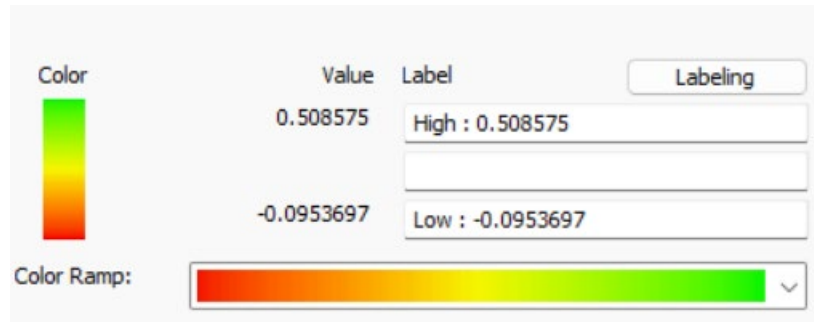 Color Value Label Labeling
0.508575 High : 0.508575
-0.0953697 Low : -0.0953697
Color Ramp: